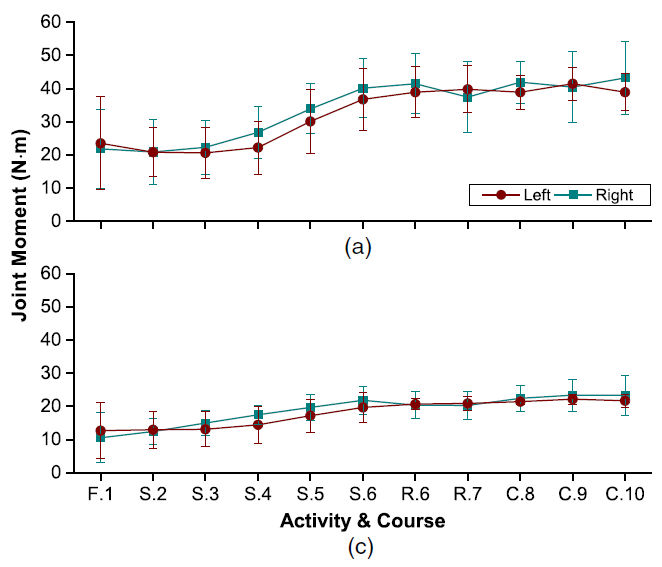 60
50
40
30
20
10
0
Left Right
(a)
Joint Moment (N·m)
60
50
40
30
20
10
0
F.1 S.2 S.3 S.4 S.5 S.6 R.6 R.7 C.8 C.9 C.10
Activity & Course
(c)